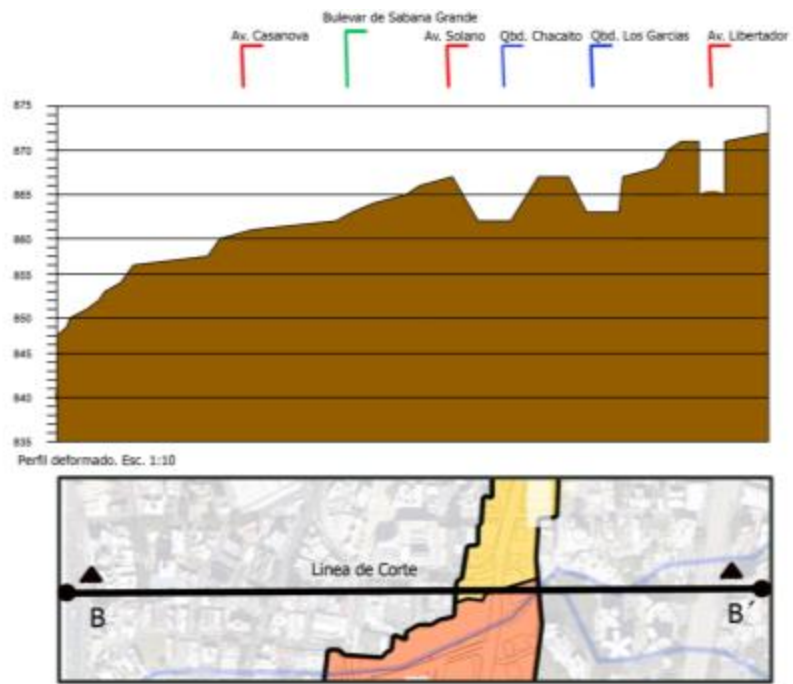 Bulevar de Sabana Grande
Av. Casanova
Av. Solano
Qbd. Chacaito
Qbd. Los Garcias
Av. Libertador
875
870
865
860
855
850
845
840
835
Perfil deformado. Esc. 1:10
Linea de Corte
B
B´